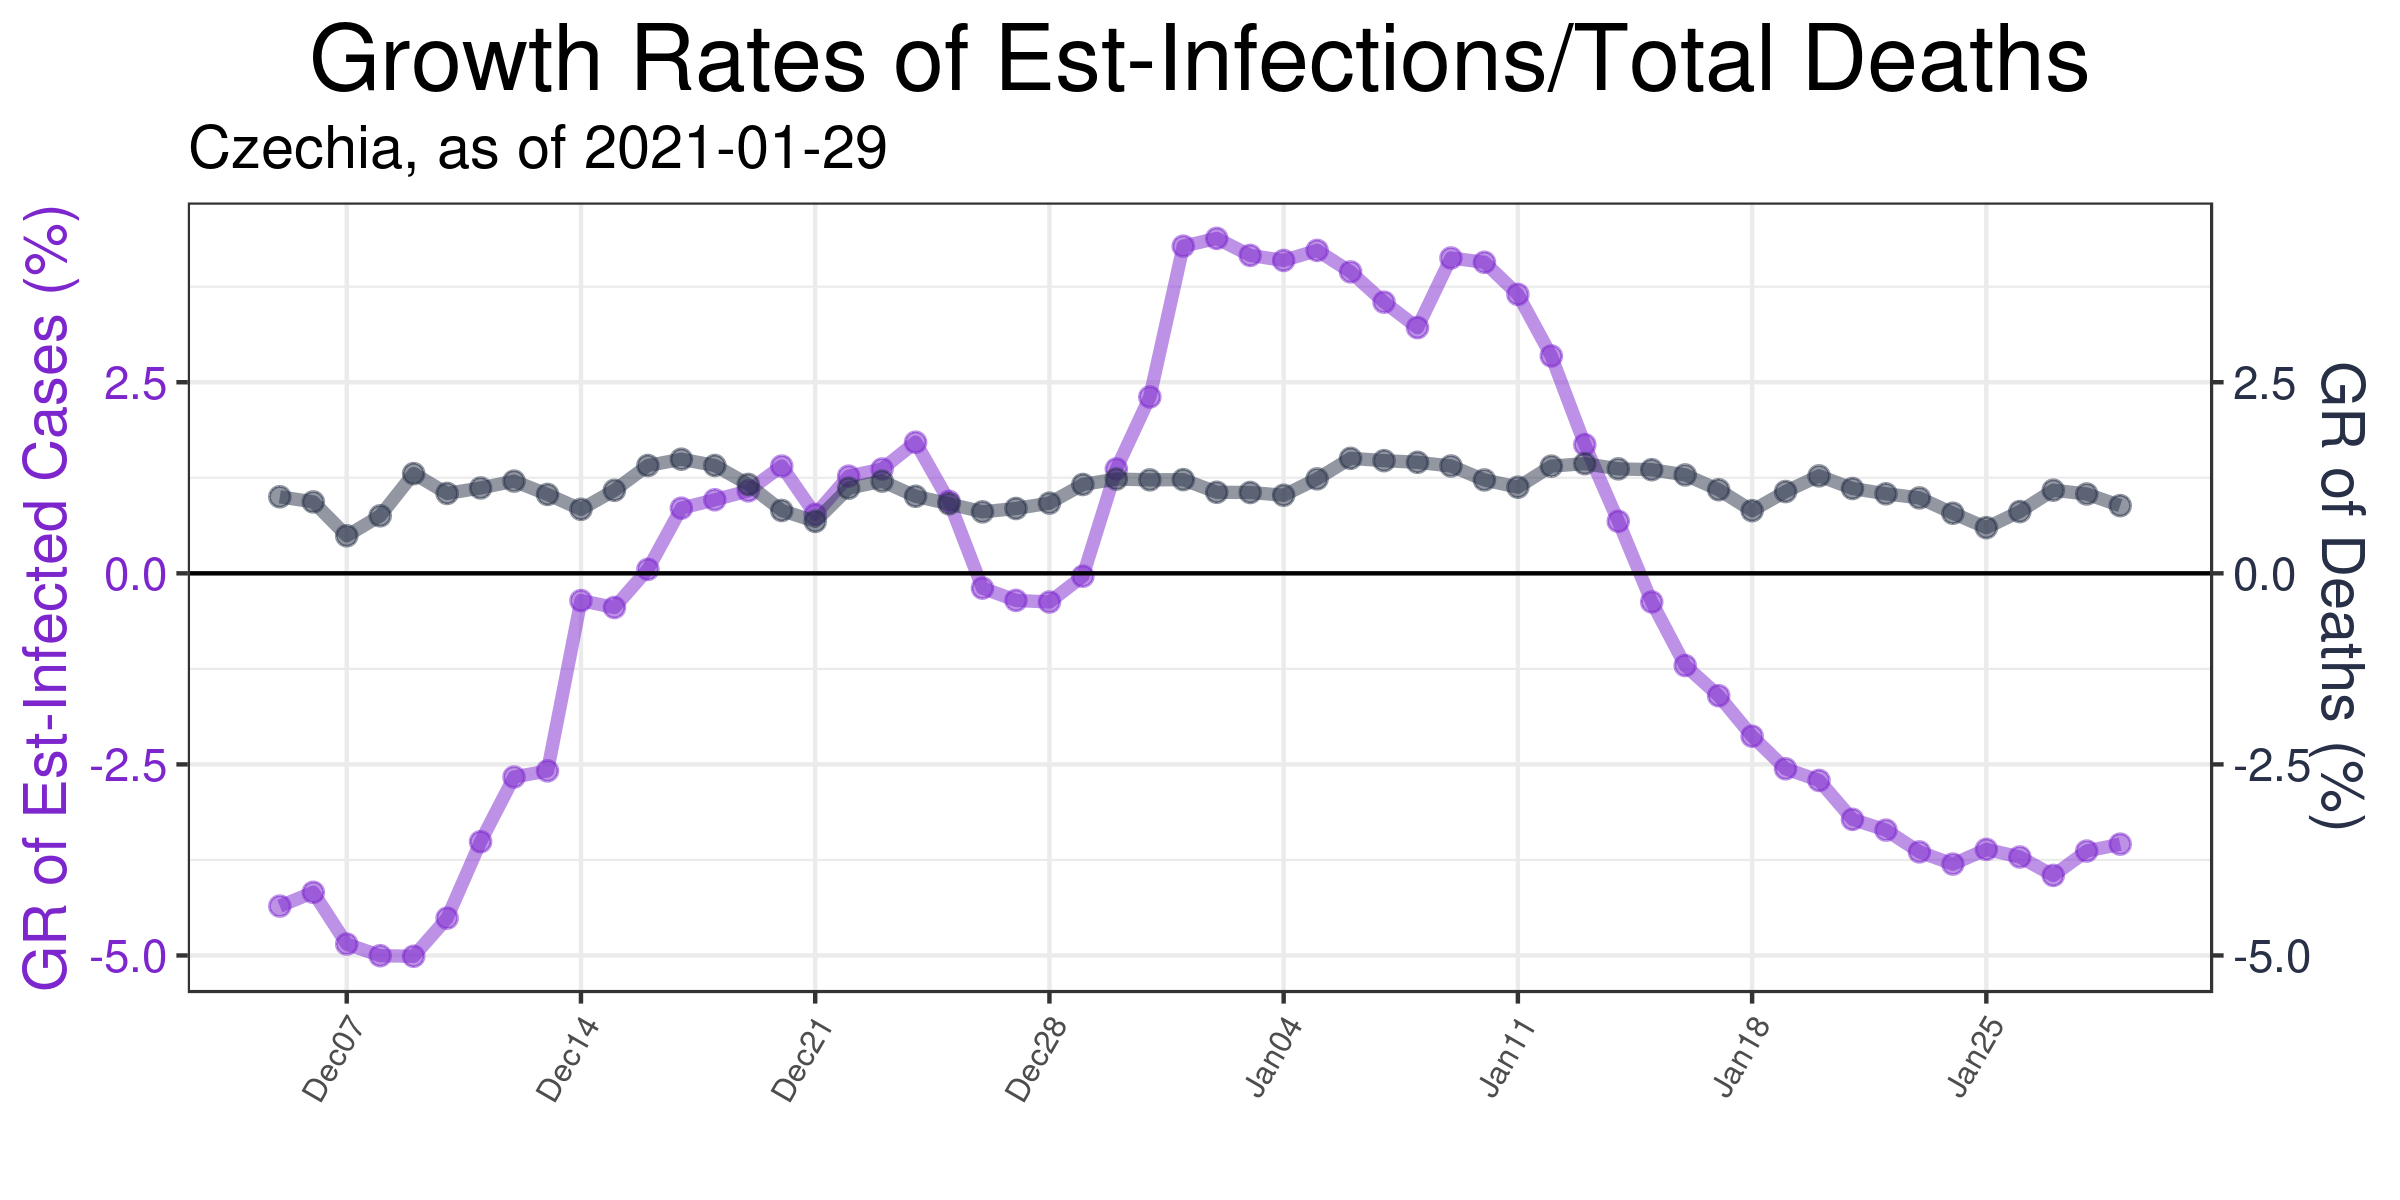 Growth Rates of Est-Infections/Total Deaths
Czechia, as of 2021-01-29
GR of Est-Infected Cases (%)
2.5
0.0
-2.5
-5.0
2.5
0.0
-2.5
-5.0
GR of Deaths (%)
Dec07
Dec14
Dec21
Dec28
Jan04
Jan11
Jan18
Jan25